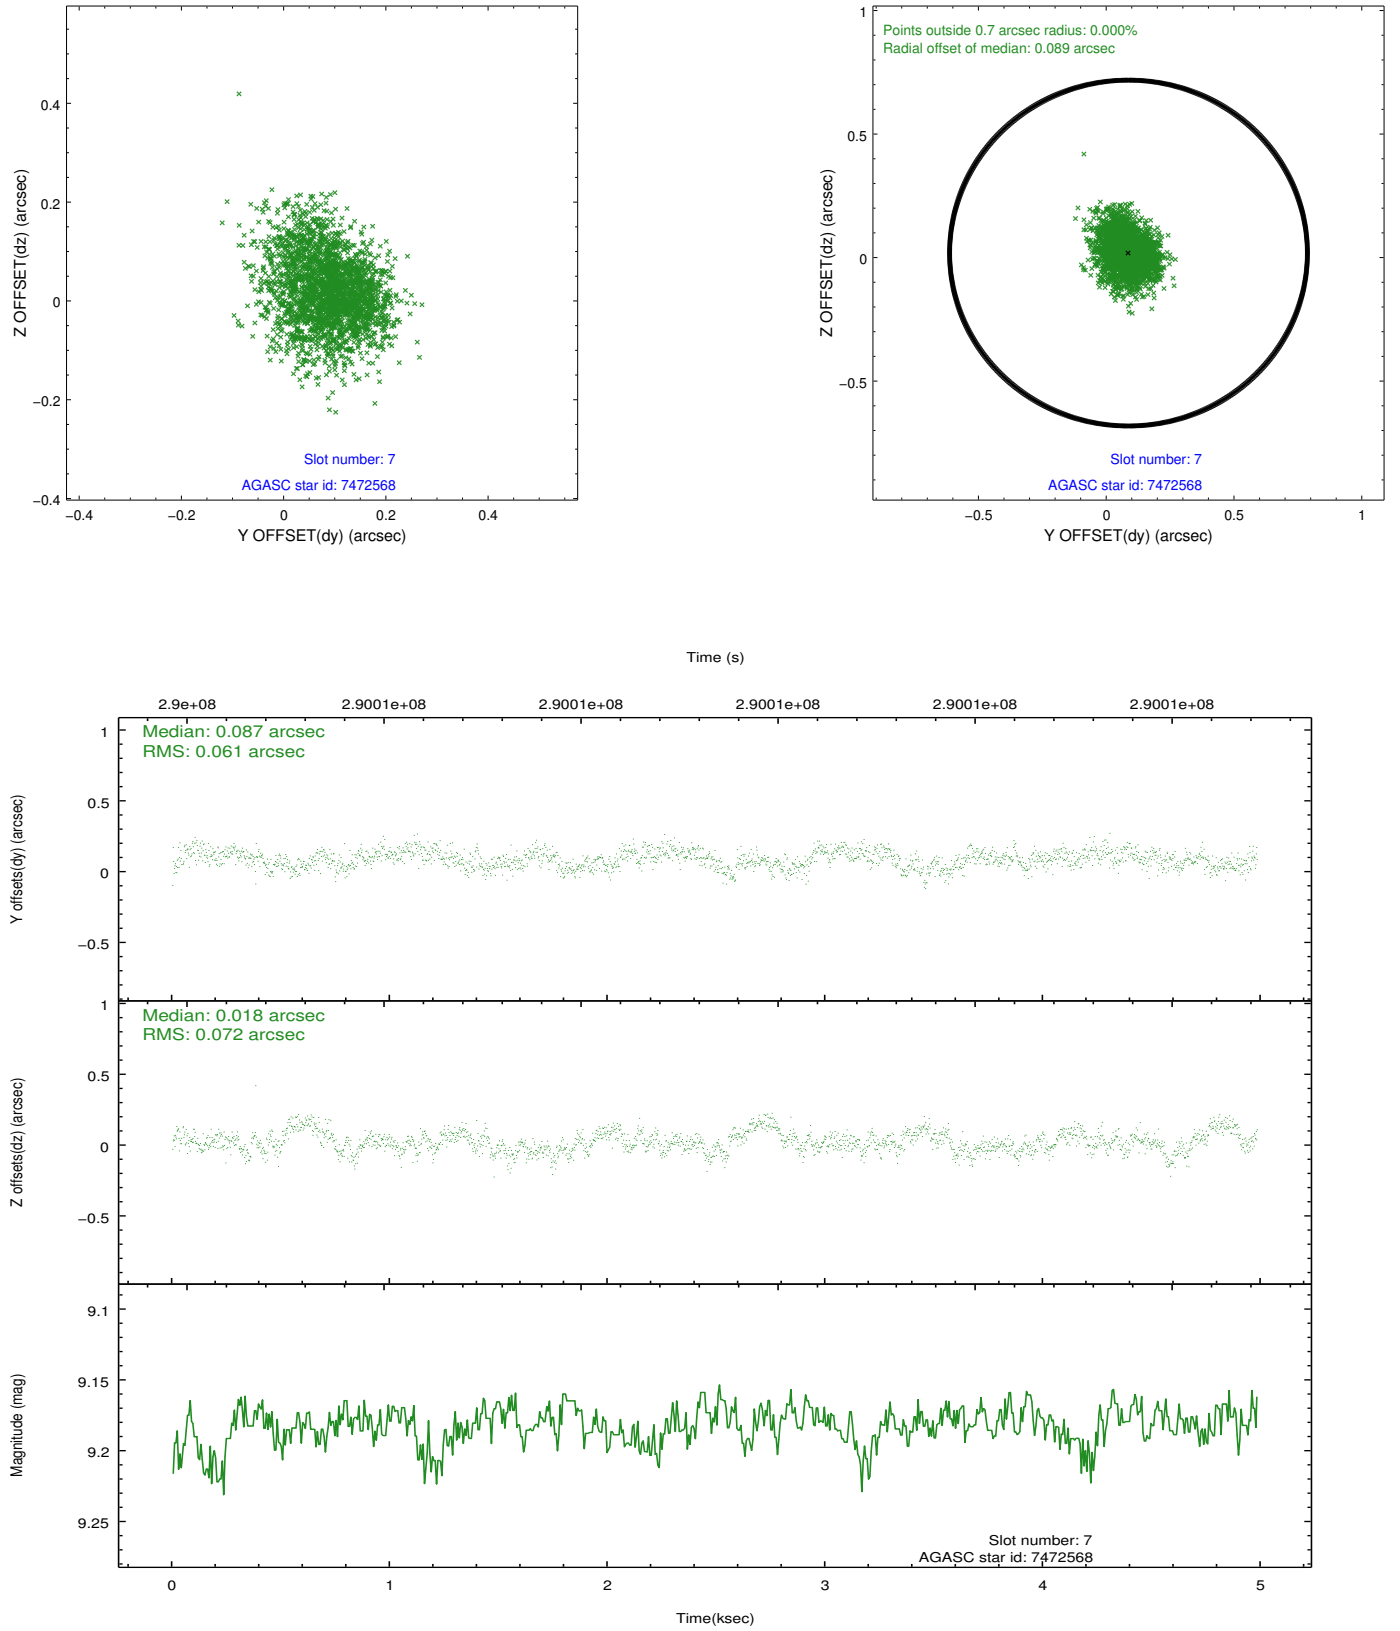 0.4
0.2
0
−0.2
−0.4
Z OFFSET(dz) (arcsec)
Slot number: 7
AGASC star id: 7472568
−0.4 −0.2 0 0.2 0.4
Y OFFSET(dy) (arcsec)
Points outside 0.7 arcsec radius: 0.000%
Radial offset of median: 0.089 arcsec
1
0.5
0
−0.5
Z OFFSET(dz) (arcsec)
Slot number: 7
AGASC star id: 7472568
−0.5 0 0.5 1
Y OFFSET(dy) (arcsec)
Time (s)
2.9e+08 2.9001e+08 2.9001e+08 2.9001e+08 2.9001e+08 2.9001e+08
Median: 0.087 arcsec
RMS: 0.061 arcsec
1
0.5
0
−0.5
Y offsets(dy) (arcsec)
Median: 0.018 arcsec
RMS: 0.072 arcsec
1
0.5
0
−0.5
Z offsets(dz) (arcsec)
9.1
9.15
9.2
9.25
Magnitude (mag)
Slot number: 7
AGASC star id: 7472568
0 1 2 3 4 5
Time(ksec)